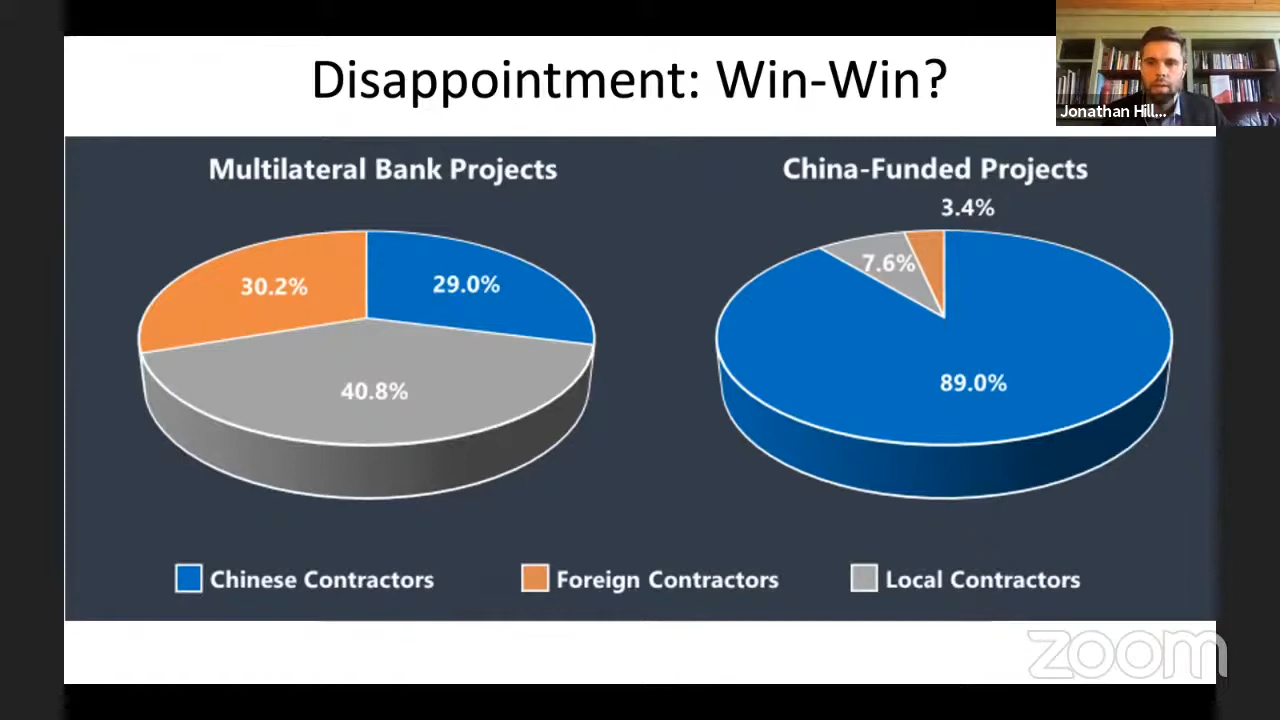 Disappointment: Win-Win?
Jonathan Hill...
Multilateral Bank Projects
30.2%
29.0%
40.8%
China-Funded Projects
3.4%
7.6%
89.0%
Chinese Contractors
Foreign Contractors
Local Contractors
zoom